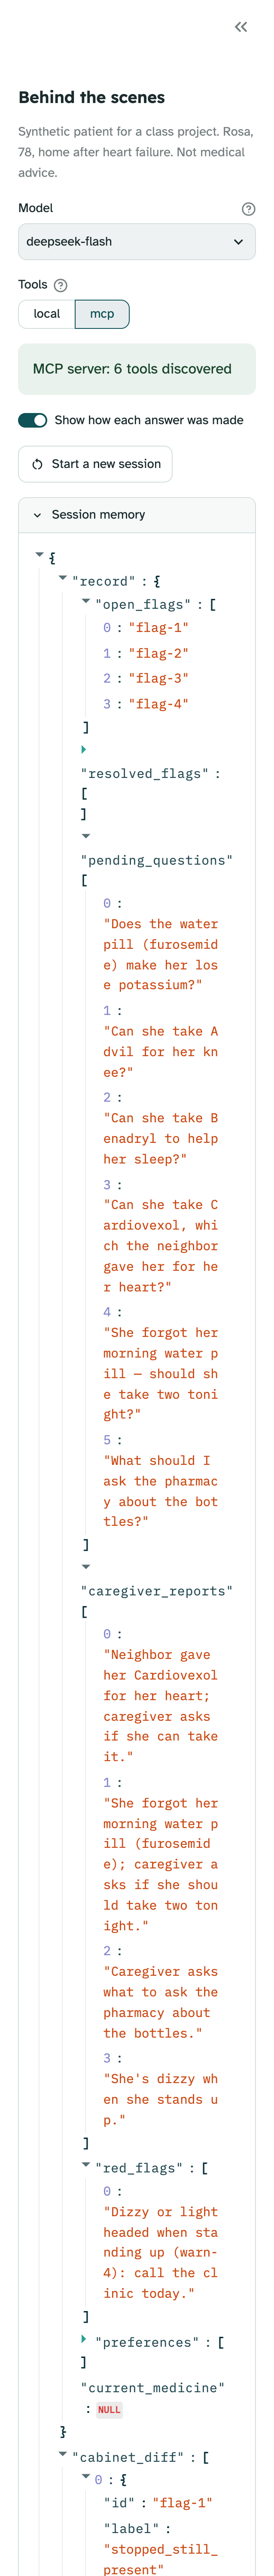 Behind the scenes
Synthetic patient for a class project. Rosa,
78, home after heart failure. Not medical
advice.
Model
deepseek-flash
Tools
local
mcp
MCP server: 6 tools discovered
Show how each answer was made
Start a new session
Session memory
{
"record" : {
"open_flags" : [
0 : "flag-1"
1 : "flag-2"
2 : "flag-3"
3 : "flag-4"
]
"resolved_flags" :
[
]
"pending_questions"
[
0 :
"Does the water
pill (furosemid
e) make her los
e potassium?"
1 :
"Can she take A
dvil for her kn
ee?"
2 :
"Can she take B
enadryl to help
her sleep?"
3 :
"Can she take C
ardiovexol, whi
ch the neighbor
gave her for he
r heart?"
4 :
"She forgot her
morning water p
ill — should sh
e take two toni
ght?"
5 :
"What should I
ask the pharmac
y about the bot
tles?"
]
"caregiver_reports"
[
0 :
"Neighbor gave
her Cardiovexol
for her heart;
caregiver asks
if she can take
it."
1 :
"She forgot her
morning water p
ill (furosemid
e); caregiver a
sks if she shou
ld take two ton
ight."
2 :
"Caregiver asks
what to ask the
pharmacy about
the bottles."
3 :
"She's dizzy wh
en she stands u
p."
]
"red_flags" : [
0 :
"Dizzy or light
headed when sta
nding up (warn-
4): call the cl
inic today."
]
"preferences" : [
]
"current_medicine"
: NULL
}
"cabinet_diff" : [
0 : {
"id" : "flag-1"
"label" :
"stopped_still_
present"